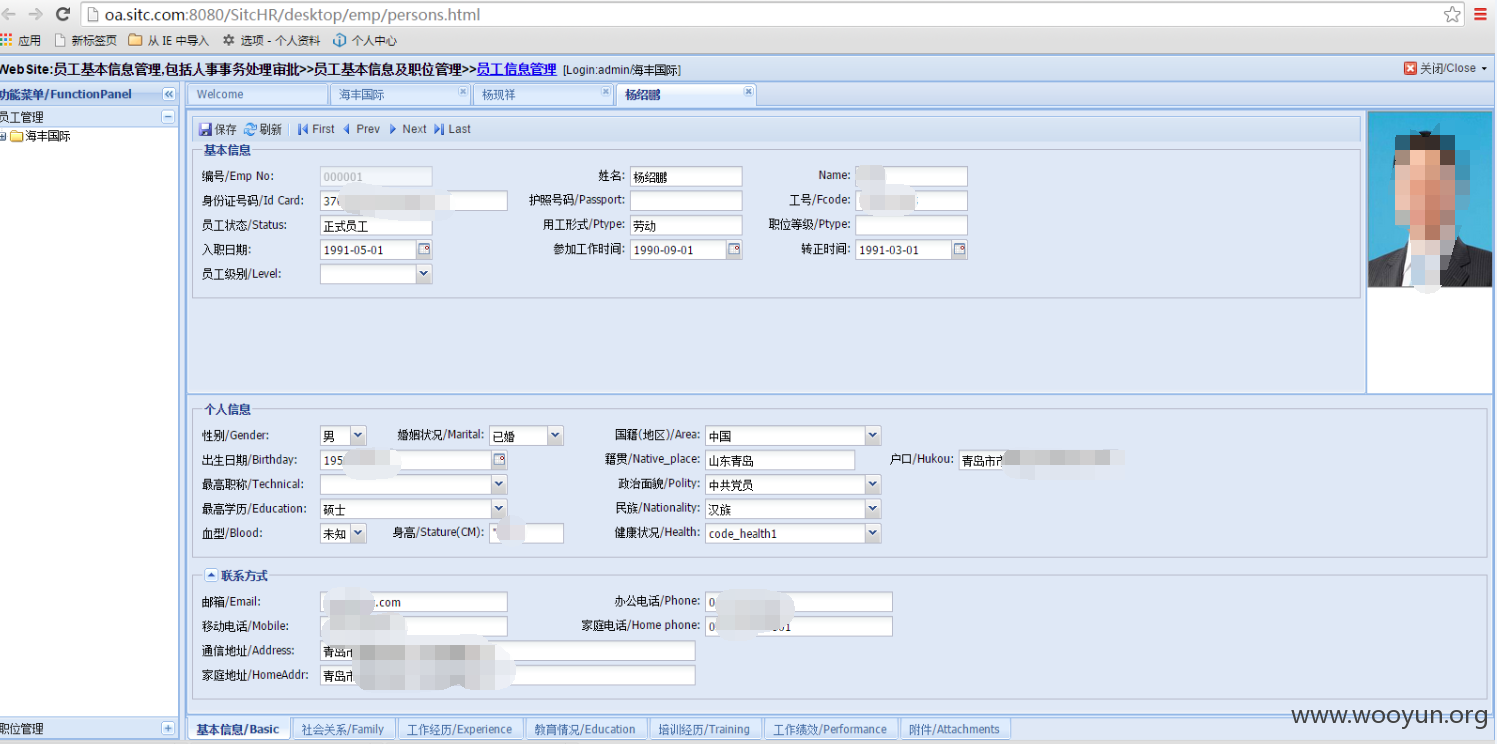 oa.sitc.com:8080/SitcHR/desktop/emp/persons.html
应用 新标签页 从 IE 中导入 选项 - 个人资料 个人中心
WebSite:员工基本信息管理,包括人事事务处理审批>>员工基本信息及职位管理>>员工信息管理 [Login:admin/海丰国际] 关闭/Close
功能菜单/FunctionPanel
员工管理
海丰国际
职位管理
Welcome 海丰国际 杨现祥 杨绍鹏
保存 刷新 First Prev Next Last
基本信息
编号/Emp No: 000001 姓名: 杨绍鹏 Name:
身份证号码/Id Card: 37 护照号码/Passport: 工号/Fcode:
员工状态/Status: 正式员工 用工形式/Ptype: 劳动 职位等级/Ptype:
入职日期: 1991-05-01 参加工作时间: 1990-09-01 转正时间: 1991-03-01
员工级别/Level:
个人信息
性别/Gender: 男 婚姻状况/Marital: 已婚 国籍(地区)/Area: 中国
出生日期/Birthday: 195 籍贯/Native_place: 山东青岛 户口/Hukou: 青岛市市
最高职称/Technical: 政治面貌/Polity: 中共党员
最高学历/Education: 硕士 民族/Nationality: 汉族
血型/Blood: 未知 身高/Stature(CM): 健康状况/Health: code_health1
联系方式
邮箱/Email: .com 办公电话/Phone: 0
移动电话/Mobile: 家庭电话/Home phone: 0 01
通信地址/Address: 青岛市
家庭地址/HomeAddr: 青岛市
基本信息/Basic 社会关系/Family 工作经历/Experience 教育情况/Education 培训经历/Training 工作绩效/Performance 附件/Attachments
www.wooyun.org